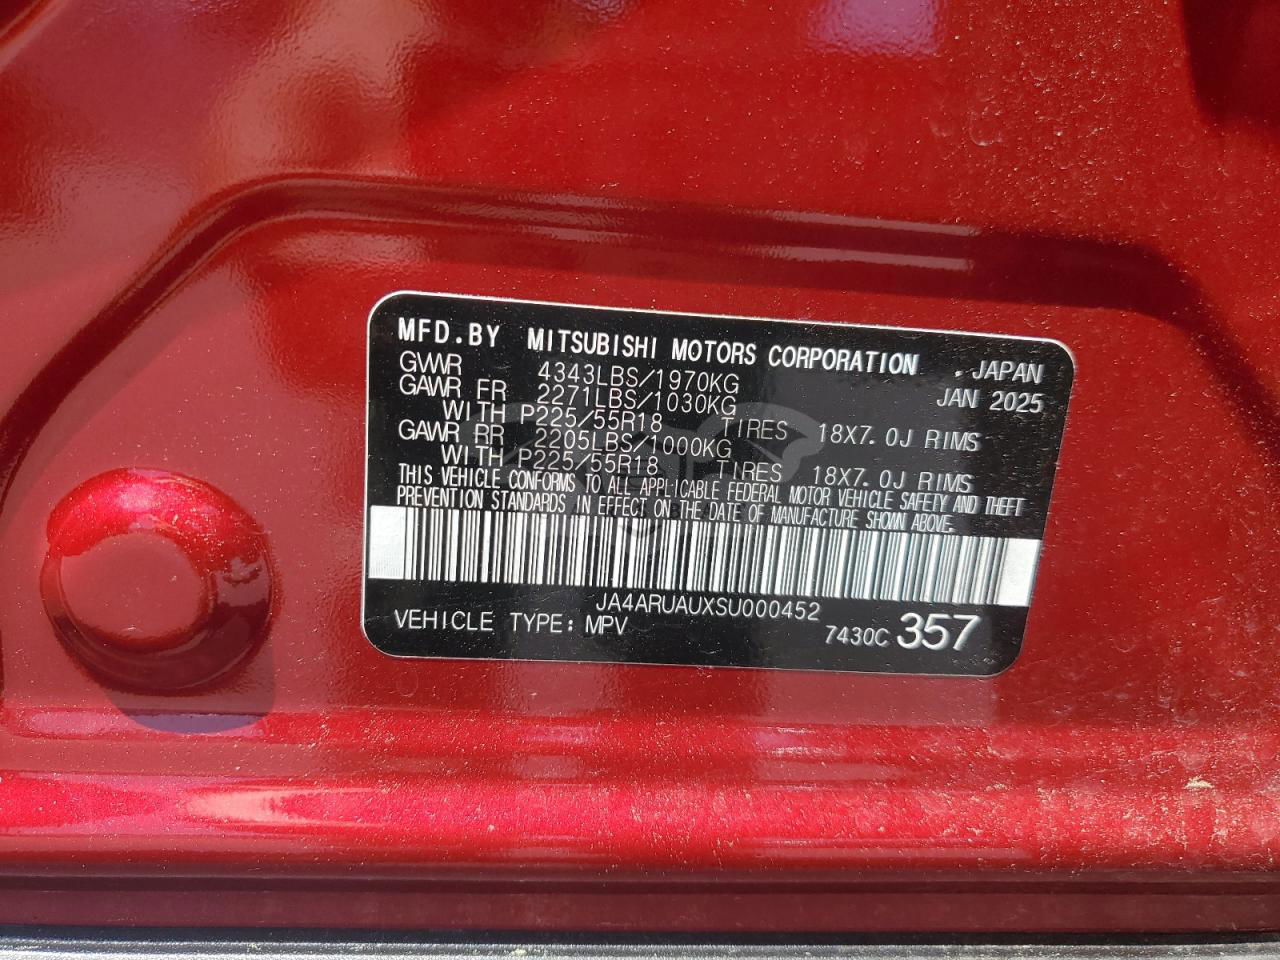 MFD.BY MITSUBISHI MOTORS CORPORATION . JAPAN
GWWR 4343LBS/1970KG JAN 2025
GAWR FR 2271LBS/1030KG
WITH P225/55R18 TIRES 18X7.0J RIMS
GAWR RR 2205LBS/1000KG
WITH P225/55R18 TIRES 18X7.0J RIMS
THIS VEHICLE CONFORMS TO ALL APPLICABLE FEDERAL MOTOR VEHICLE SAFETY AND THEFT
PREVENTION STANDARDS IN EFFECT ON THE DATE OF MANUFACTURE SHOWN ABOVE.
JA4ARUAUXSU000452
VEHICLE TYPE: MPV 7430C 357